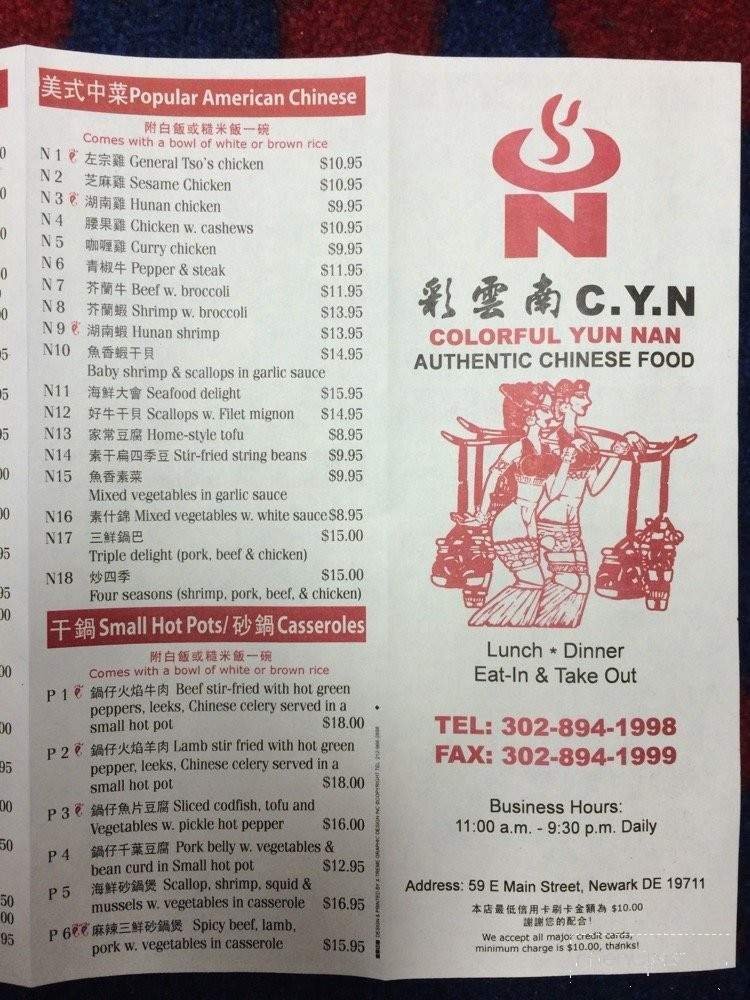 美式中菜Popular American Chinese
附白飯或糙米飯一碗
Comes with a bowl of white or brown rice
N 1 左宗雞 General Tso's chicken $10.95
N 2 芝麻雞 Sesame Chicken $10.95
N 3 湖南雞 Hunan chicken $9.95
N 4 腰果雞 Chicken w. cashews $10.95
N 5 咖喱雞 Curry chicken $9.95
N 6 青椒牛 Pepper & steak $11.95
N 7 芥蘭牛 Beef w. broccoli $11.95
N 8 芥蘭蝦 Shrimp w. broccoli $13.95
N 9 湖南蝦 Hunan shrimp $13.95
N10 魚香蝦干貝 $14.95
Baby shrimp & scallops in garlic sauce
N11 海鮮大會 Seafood delight $15.95
N12 好牛干貝 Scallops w. Filet mignon $14.95
N13 家常豆腐 Home-style tofu $8.95
N14 素干扁四季豆 Stir-fried string beans $9.95
N15 魚香素菜 $9.95
Mixed vegetables in garlic sauce
N16 素什錦 Mixed vegetables w. white sauce $8.95
N17 三鮮鍋巴 $15.00
Triple delight (pork, beef & chicken)
N18 炒四季 $15.00
Four seasons (shrimp, pork, beef, & chicken)
干鍋 Small Hot Pots/ 砂鍋 Casseroles
附白飯或糙米飯一碗
Comes with a bowl of white or brown rice
P 1 鍋仔火焰牛肉 Beef stir-fried with hot green
peppers, leeks, Chinese celery served in a
small hot pot $18.00
P 2 鍋仔火焰羊肉 Lamb stir fried with hot green
pepper, leeks, Chinese celery served in a
small hot pot $18.00
P 3 鍋仔魚片豆腐 Sliced codfish, tofu and
Vegetables w. pickle hot pepper $16.00
P 4 鍋仔千葉豆腐 Pork belly w. vegetables &
bean curd in Small hot pot $12.95
P 5 海鮮砂鍋煲 Scallop, shrimp, squid &
mussels w. vegetables in casserole $16.95
P 6 麻辣三鮮砂鍋煲 Spicy beef, lamb,
pork w. vegetables in casserole $15.95
N
彩雲南 C.Y.N
COLORFUL YUN NAN
AUTHENTIC CHINESE FOOD
Lunch * Dinner
Eat-In & Take Out
TEL: 302-894-1998
FAX: 302-894-1999
Business Hours:
11:00 a.m. - 9:30 p.m. Daily
Address: 59 E Main Street, Newark DE 19711
本店最低信用卡刷卡金額為 $10.00
謝謝您的配合!
We accept all major credit cards,
minimum charge is $10.00, thanks!